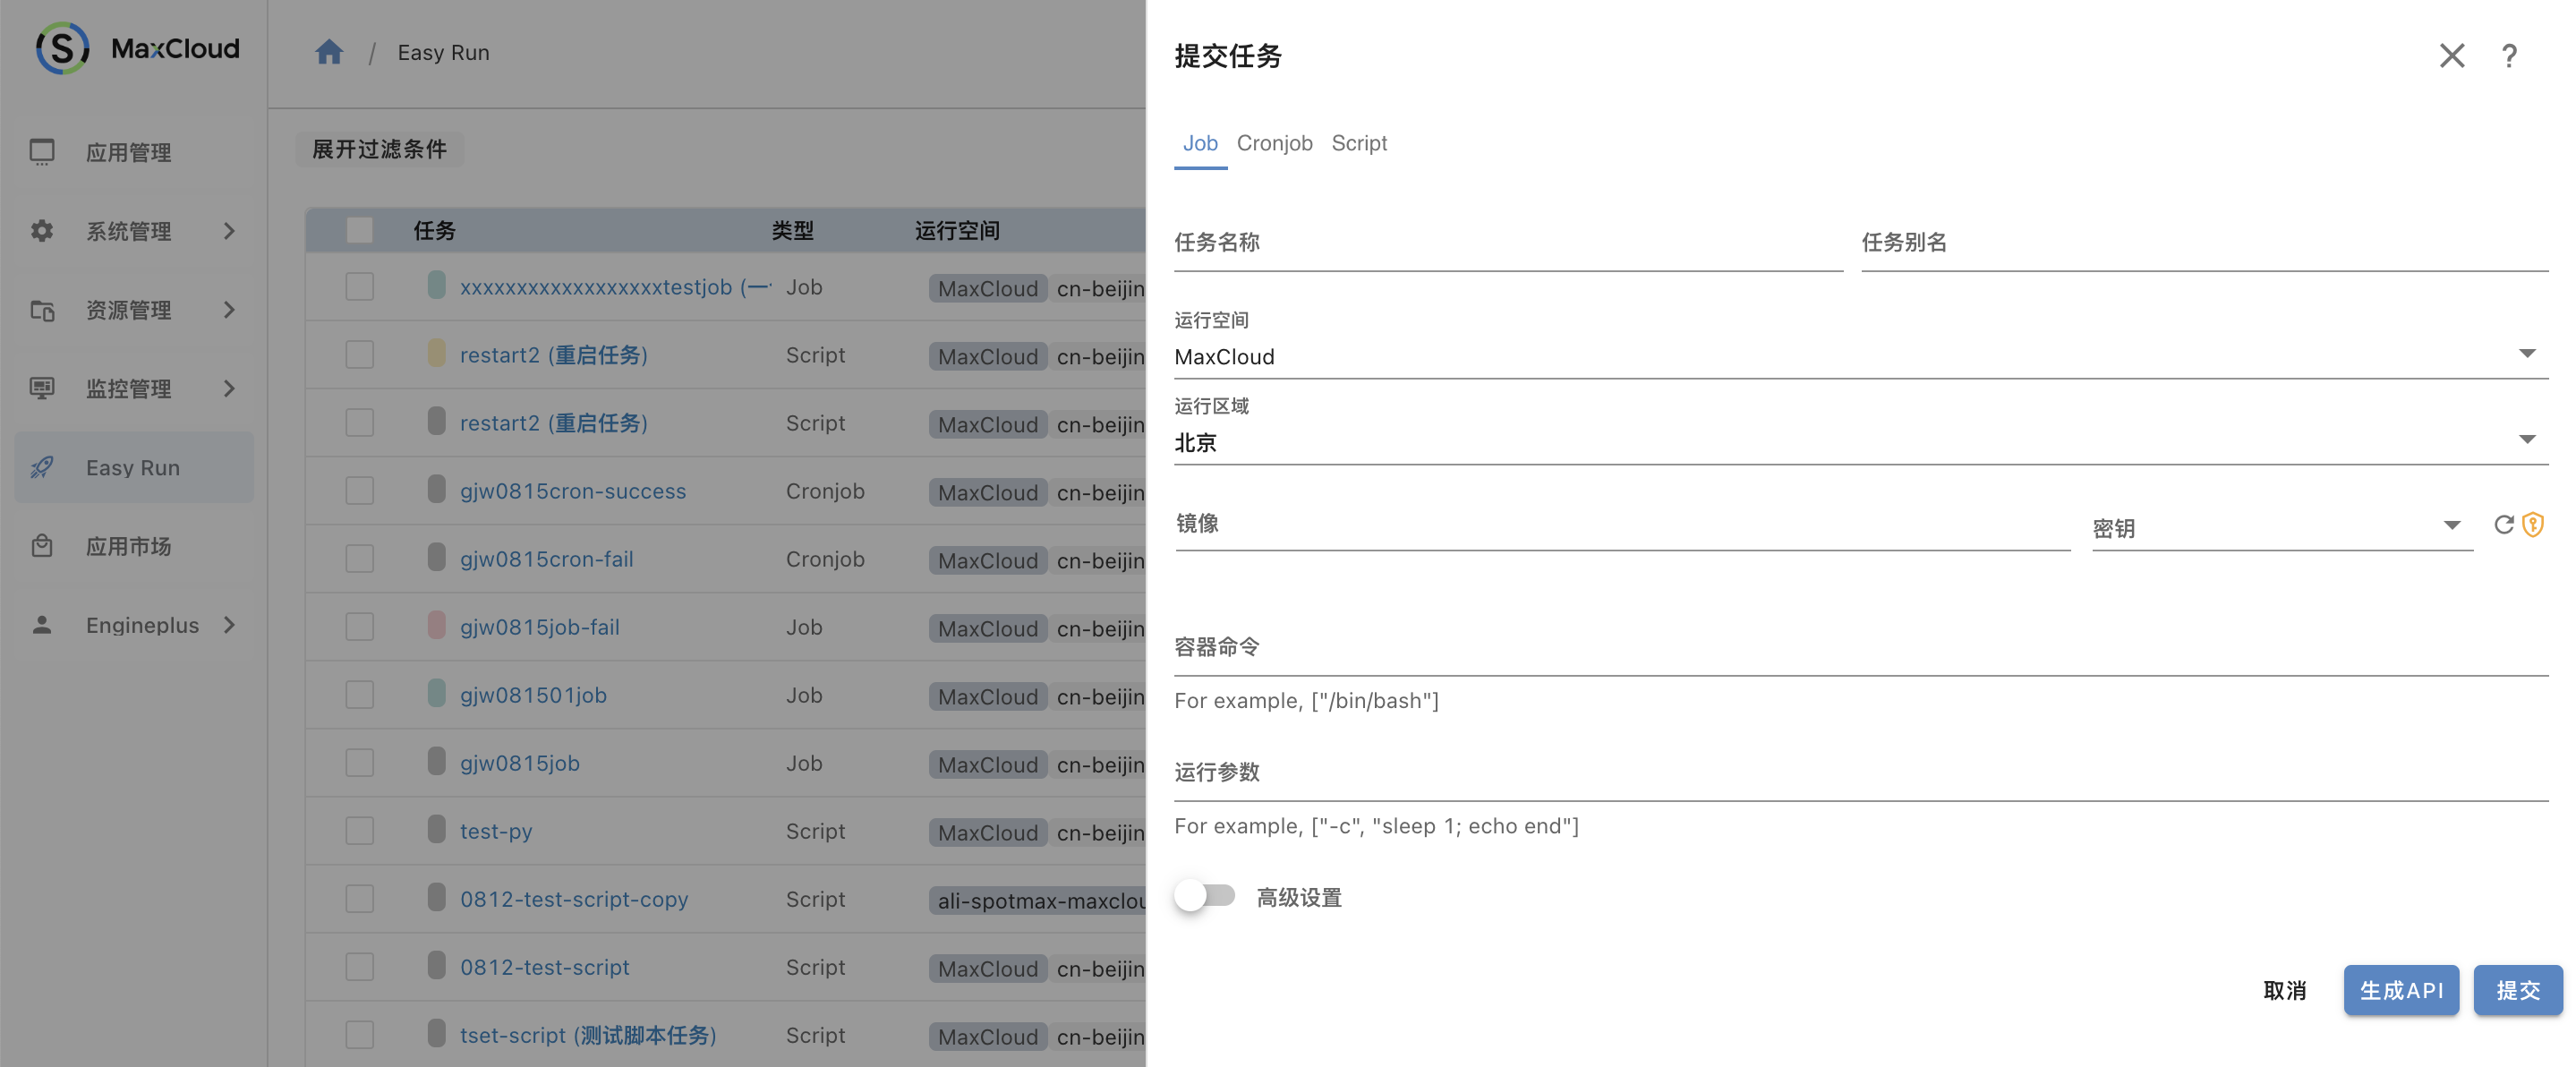 MaxCloud
应用管理
系统管理
资源管理
监控管理
Easy Run
应用市场
Engineplus
/ Easy Run
展开过滤条件
任务 类型 运行空间
xxxxxxxxxxxxxxxxxxtestjob (一 Job MaxCloud cn-beijin
restart2 (重启任务) Script MaxCloud cn-beijin
restart2 (重启任务) Script MaxCloud cn-beijin
gjw0815cron-success Cronjob MaxCloud cn-beijin
gjw0815cron-fail Cronjob MaxCloud cn-beijin
gjw0815job-fail Job MaxCloud cn-beijin
gjw081501job Job MaxCloud cn-beijin
gjw0815job Job MaxCloud cn-beijin
test-py Script MaxCloud cn-beijin
0812-test-script-copy Script ali-spotmax-maxclou
0812-test-script Script MaxCloud cn-beijin
tset-script (测试脚本任务) Script MaxCloud cn-beijin
提交任务
Job Cronjob Script
任务名称 任务别名
运行空间
MaxCloud
运行区域
北京
镜像 密钥
容器命令
For example, ["/bin/bash"]
运行参数
For example, ["-c", "sleep 1; echo end"]
高级设置
取消 生成API 提交